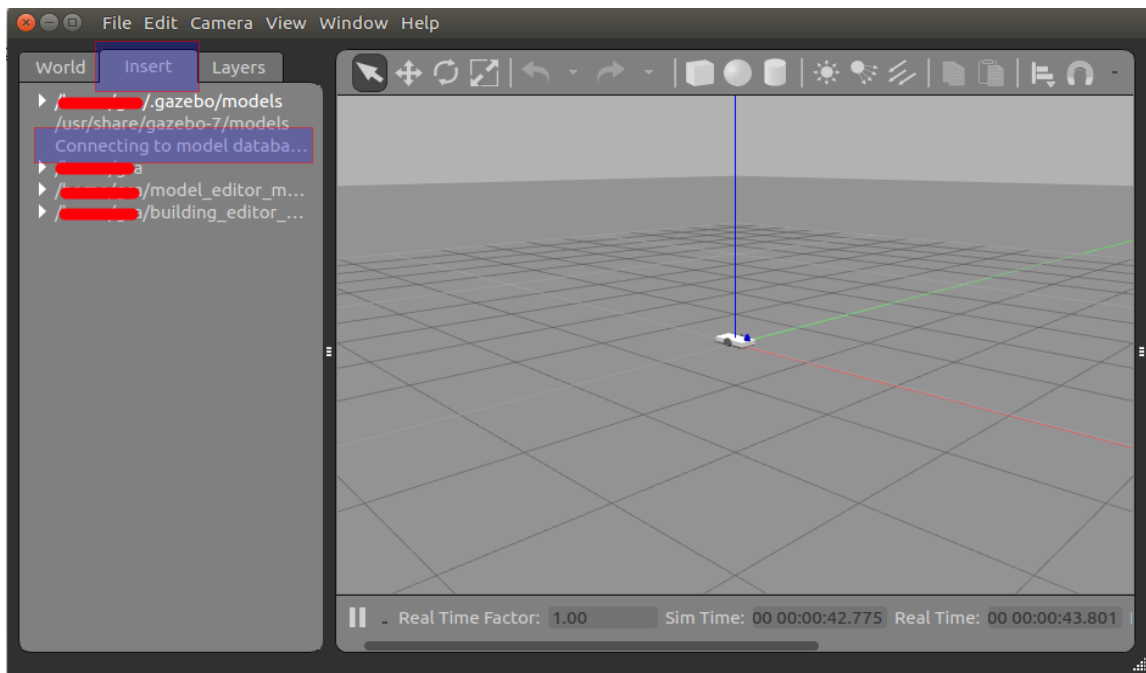 File Edit Camera View Window Help
World Insert Layers
/.gazebo/models
/usr/share/gazebo-7/models
Connecting to model databa...
a
/model_editor_m...
/building_editor_...
Real Time Factor: 1.00 Sim Time: 00 00:00:42.775 Real Time: 00 00:00:43.801